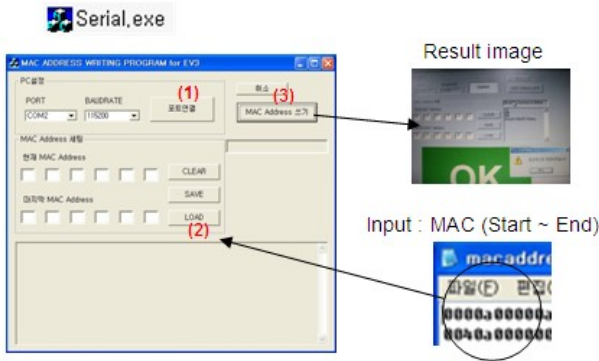 Serial.exe
MAC ADDRESS WRITING PROGRAM for EV3
PC설정
PORT
BAUDRATE
COM2
115200
(1)
포트연결
취소
(3)
MAC Address 쓰기
MAC Address 세팅
현재 MAC Address
CLEAR
마지막 MAC Address
SAVE
LOAD
(2)
Result image
OK
Input : MAC (Start ~ End)
macaddre
파일(F) 편집(
0000a00000a
0040a000000